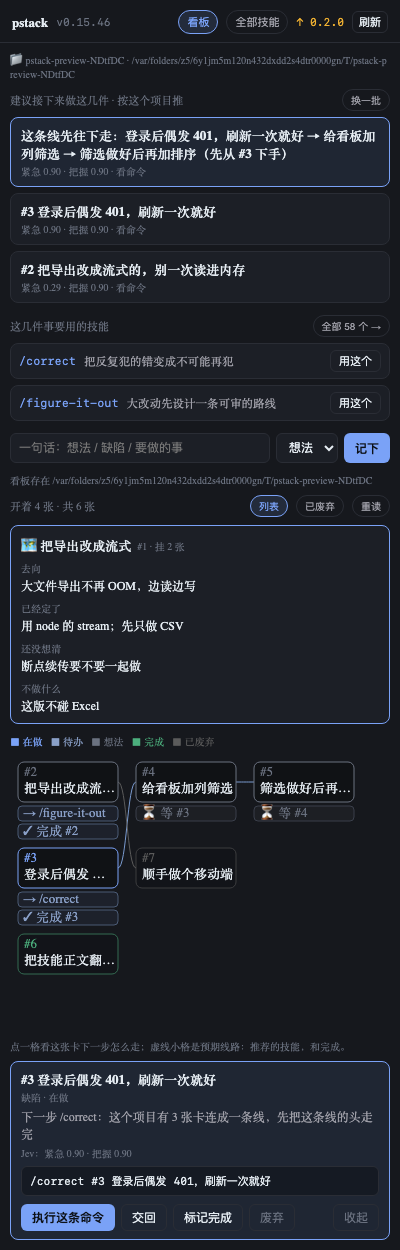 pstack v0.15.46 看板 全部技能 ↑ 0.2.0 刷新
pstack-preview-NDtfDC · /var/folders/z5/6y1jm5m120n432dxdd2s4dtr0000gn/T/pstack-p
review-NDtfDC
建议接下来做这几件 · 按这个项目推 换一批
这条线先往下走：登录后偶发 401，刷新一次就好 → 给看板加
列筛选 → 筛选做好后再加排序（先从 #3 下手）
紧急 0.90 · 把握 0.90 · 看命令
#3 登录后偶发 401，刷新一次就好
紧急 0.90 · 把握 0.90 · 看命令
#2 把导出改成流式的，别一次读进内存
紧急 0.29 · 把握 0.90 · 看命令
这几件事要用的技能 全部 58 个 →
/correct 把反复犯的错变成不可能再犯 用这个
/figure-it-out 大改动先设计一条可审的路线 用这个
一句话：想法 / 缺陷 / 要做的事 想法 记下
看板存在 /var/folders/z5/6y1jm5m120n432dxdd2s4dtr0000gn/T/pstack-preview-NDtfDC
开着 4 张 · 共 6 张 列表 已废弃 重读
把导出改成流式 #1 · 挂 2 张
去向
大文件导出不再 OOM，边读边写
已经定了
用 node 的 stream；先只做 CSV
还没想清
断点续传要不要一起做
不做什么
这版不碰 Excel
在做 待办 想法 完成 已废弃
#2 #4 #5
把导出改成流… 给看板加列筛选 筛选做好后再…
→ /figure-it-out ⏳ 等 #3 ⏳ 等 #4
✓ 完成 #2
#3 #7
登录后偶发 … 顺手做个移动端
→ /correct
✓ 完成 #3
#6
把技能正文翻…
点一格看这张卡下一步怎么走；虚线小格是预期线路：推荐的技能，和完成。
#3 登录后偶发 401，刷新一次就好
缺陷 · 在做
下一步 /correct：这个项目有 3 张卡连成一条线，先把这条线的头走
完
Jev：紧急 0.90 · 把握 0.90
/correct #3 登录后偶发 401，刷新一次就好
执行这条命令 交回 标记完成 废弃 收起